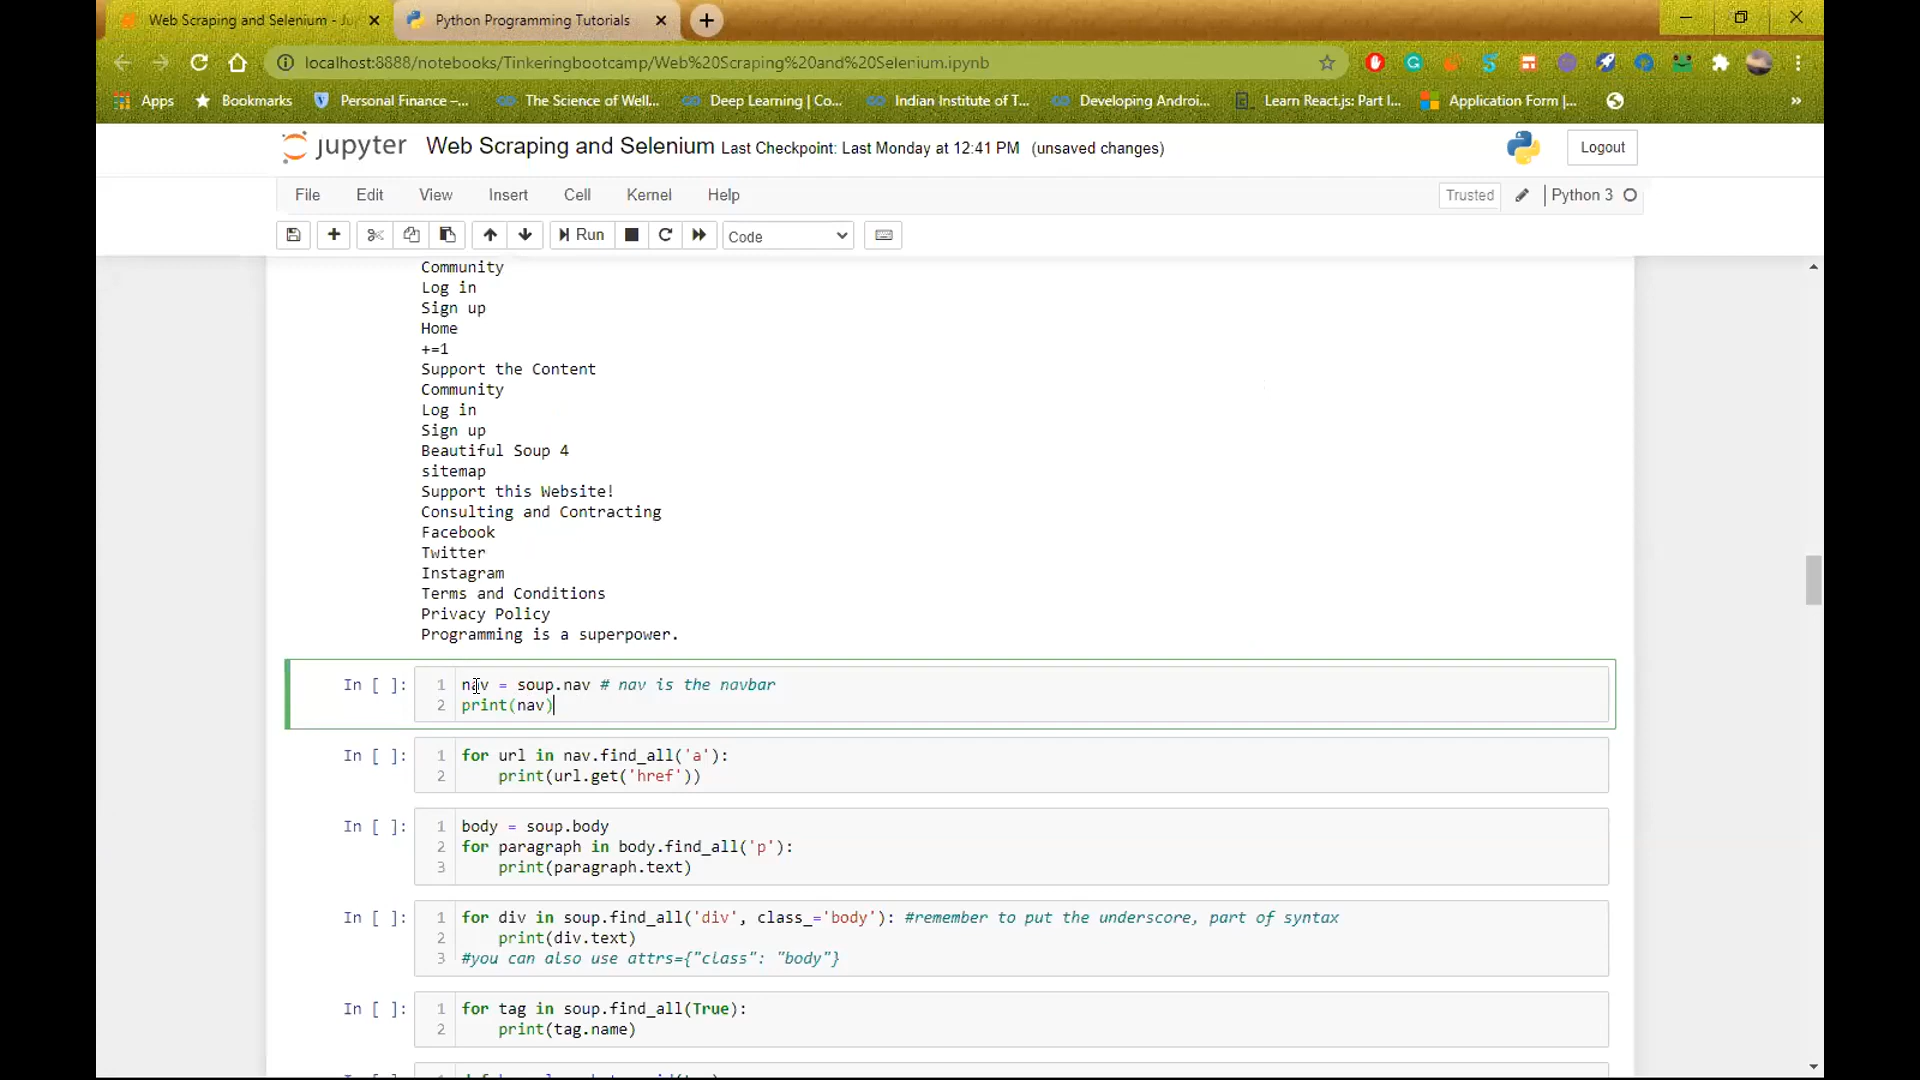 Web Scraping and Selenium - Ju
Python Programming Tutorials
localhost:8888/notebooks/Tinkeringbootcamp/Web%20Scraping%20and%20Selenium.ipynb
Apps
Bookmarks
Personal Finance –...
The Science of Well...
Deep Learning | Co...
Indian Institute of T...
Developing Androi...
Learn React.js: Part I...
Application Form |...
»
jupyter Web Scraping and Selenium Last Checkpoint: Last Monday at 12:41 PM (unsaved changes)
Logout
File Edit View Insert Cell Kernel Help
Trusted
Python 3
Run
Code
Community
Log in
Sign up
Home
+=1
Support the Content
Community
Log in
Sign up
Beautiful Soup 4
sitemap
Support this Website!
Consulting and Contracting
Facebook
Twitter
Instagram
Terms and Conditions
Privacy Policy
Programming is a superpower.
In [ ]: 1 nav = soup.nav # nav is the navbar
2 print(nav)
In [ ]: 1 for url in nav.find_all('a'):
2 print(url.get('href'))
In [ ]: 1 body = soup.body
2 for paragraph in body.find_all('p'):
3 print(paragraph.text)
In [ ]: 1 for div in soup.find_all('div', class_='body'): #remember to put the underscore, part of syntax
2 print(div.text)
3 #you can also use attrs={"class": "body"}
In [ ]: 1 for tag in soup.find_all(True):
2 print(tag.name)